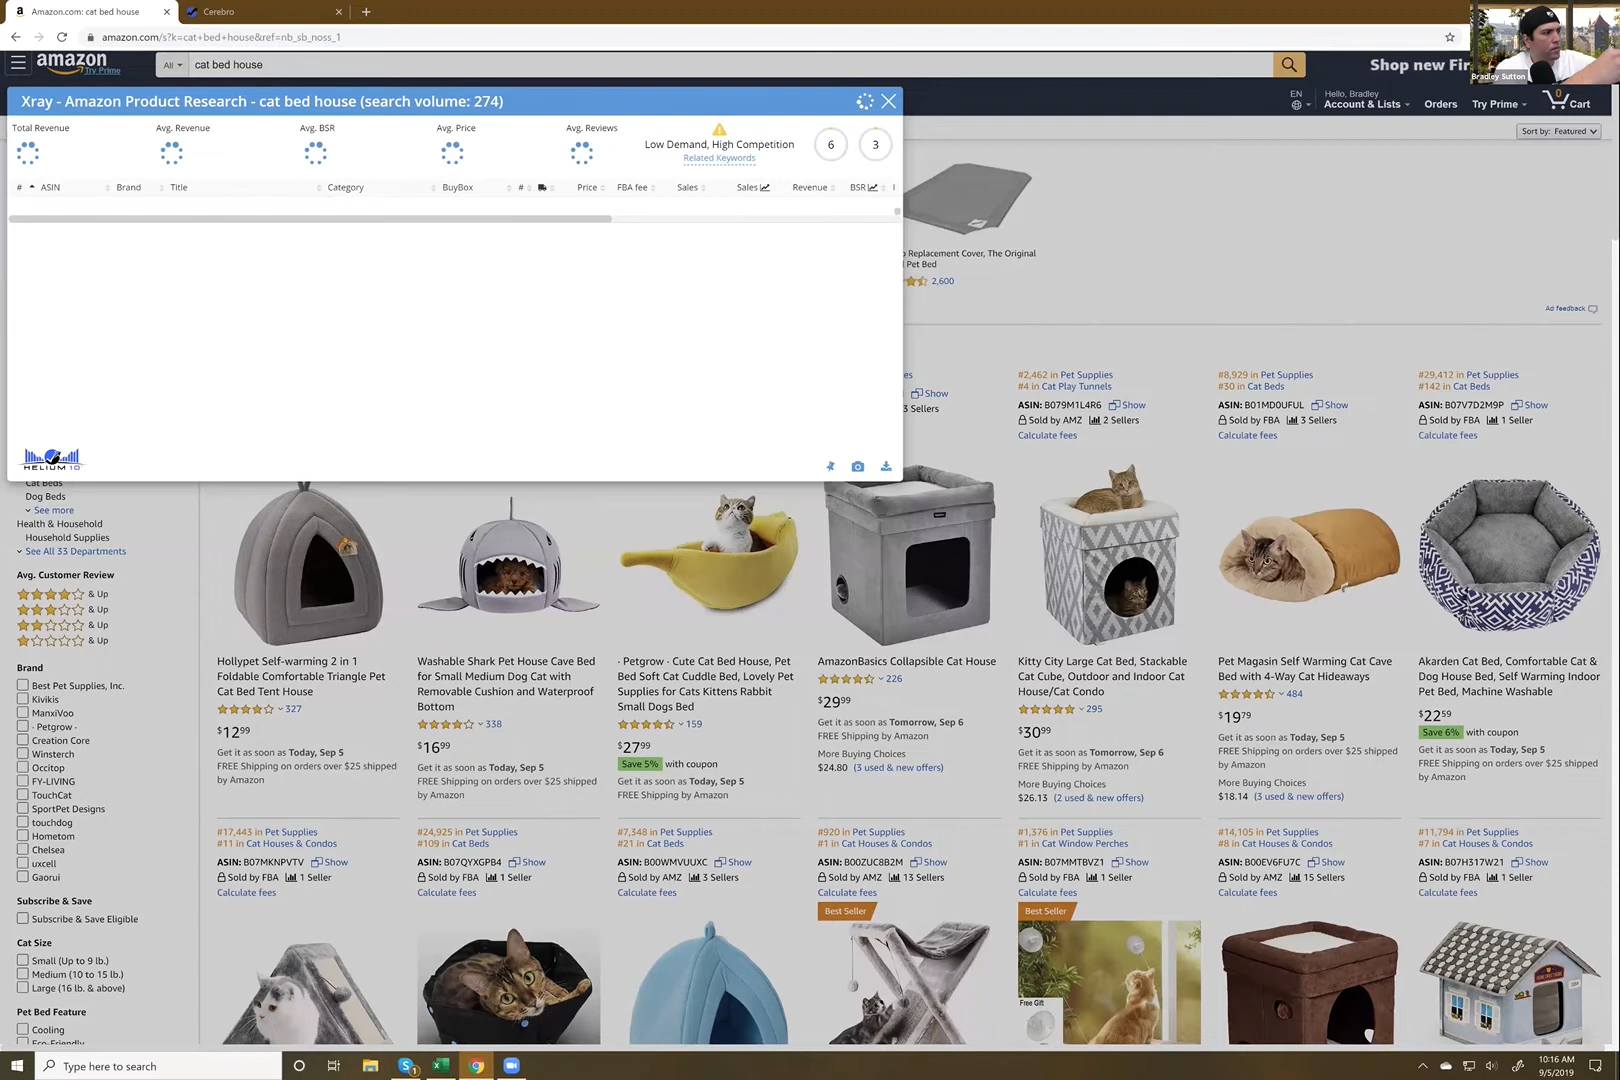 Amazon.com: cat bed house
Cerebro
amazon.com/s?k=cat+bed+house&ref=nb_sb_noss_1
Bradley Sutton
amazon
Try Prime
All
cat bed house
Shop new Fir
EN
Hello, Bradley
Account & Lists
Orders
Try Prime
0
Cart
Sort by: Featured
Xray - Amazon Product Research - cat bed house (search volume: 274)
Total Revenue
Avg. Revenue
Avg. BSR
Avg. Price
Avg. Reviews
Low Demand, High Competition
Related Keywords
6
3
# ASIN Brand Title Category BuyBox # Price FBA fee Sales Sales Revenue BSR
HELIUM 10
o Replacement Cover, The Original
l Pet Bed
2,600
Ad feedback
es
Show
3 Sellers
#2,462 in Pet Supplies
#4 in Cat Play Tunnels
ASIN: B079M1L4R6 Show
Sold by AMZ 2 Sellers
Calculate fees
#8,929 in Pet Supplies
#30 in Cat Beds
ASIN: B01MD0UFUL Show
Sold by FBA 3 Sellers
Calculate fees
#29,412 in Pet Supplies
#142 in Cat Beds
ASIN: B07V7D2M9P Show
Sold by FBA 1 Seller
Calculate fees
Cat Beds
Dog Beds
See more
Health & Household
Household Supplies
See All 33 Departments
Avg. Customer Review
& Up
& Up
& Up
& Up
Brand
Best Pet Supplies, Inc.
Kivikis
ManxiVoo
· Petgrow ·
Creation Core
Winsterch
Occitop
FY-LIVING
TouchCat
SportPet Designs
touchdog
Hometom
Chelsea
uxcell
Gaorui
Subscribe & Save
Subscribe & Save Eligible
Cat Size
Small (Up to 9 lb.)
Medium (10 to 15 lb.)
Large (16 lb. & above)
Pet Bed Feature
Cooling
Eco-Friendly
Hollypet Self-warming 2 in 1
Foldable Comfortable Triangle Pet
Cat Bed Tent House
327
$12 99
Get it as soon as Today, Sep 5
FREE Shipping on orders over $25 shipped
by Amazon
Washable Shark Pet House Cave Bed
for Small Medium Dog Cat with
Removable Cushion and Waterproof
Bottom
338
$16 99
Get it as soon as Today, Sep 5
FREE Shipping on orders over $25 shipped
by Amazon
· Petgrow · Cute Cat Bed House, Pet
Bed Soft Cat Cuddle Bed, Lovely Pet
Supplies for Cats Kittens Rabbit
Small Dogs Bed
159
$27 99
Save 5% with coupon
Get it as soon as Today, Sep 5
FREE Shipping by Amazon
AmazonBasics Collapsible Cat House
226
$29 99
Get it as soon as Tomorrow, Sep 6
FREE Shipping by Amazon
More Buying Choices
$24.80 (3 used & new offers)
Kitty City Large Cat Bed, Stackable
Cat Cube, Outdoor and Indoor Cat
House/Cat Condo
295
$30 99
Get it as soon as Tomorrow, Sep 6
FREE Shipping by Amazon
More Buying Choices
$26.13 (2 used & new offers)
Pet Magasin Self Warming Cat Cave
Bed with 4-Way Cat Hideaways
484
$19 79
Get it as soon as Today, Sep 5
FREE Shipping on orders over $25 shipped
by Amazon
More Buying Choices
$18.14 (3 used & new offers)
Akarden Cat Bed, Comfortable Cat &
Dog House Bed, Self Warming Indoor
Pet Bed, Machine Washable
$22 59
Save 6% with coupon
Get it as soon as Today, Sep 5
FREE Shipping on orders over $25 shipped
by Amazon
#17,443 in Pet Supplies
#11 in Cat Houses & Condos
ASIN: B07MKNPVTV Show
Sold by FBA 1 Seller
Calculate fees
#24,925 in Pet Supplies
#109 in Cat Beds
ASIN: B07QYXGPB4 Show
Sold by FBA 1 Seller
Calculate fees
#7,348 in Pet Supplies
#21 in Cat Beds
ASIN: B00WMVUUXC Show
Sold by AMZ 3 Sellers
Calculate fees
#920 in Pet Supplies
#1 in Cat Houses & Condos
ASIN: B00ZUC8B2M Show
Sold by AMZ 13 Sellers
Calculate fees
#1,376 in Pet Supplies
#1 in Cat Window Perches
ASIN: B07MMTBVZ1 Show
Sold by FBA 1 Seller
Calculate fees
#14,105 in Pet Supplies
#8 in Cat Houses & Condos
ASIN: B00EV6FU7C Show
Sold by AMZ 15 Sellers
Calculate fees
#11,794 in Pet Supplies
#7 in Cat Houses & Condos
ASIN: B07H317W21 Show
Sold by FBA 1 Seller
Calculate fees
Best Seller
Best Seller
Free Gift
Type here to search
10:16 AM
9/5/2019